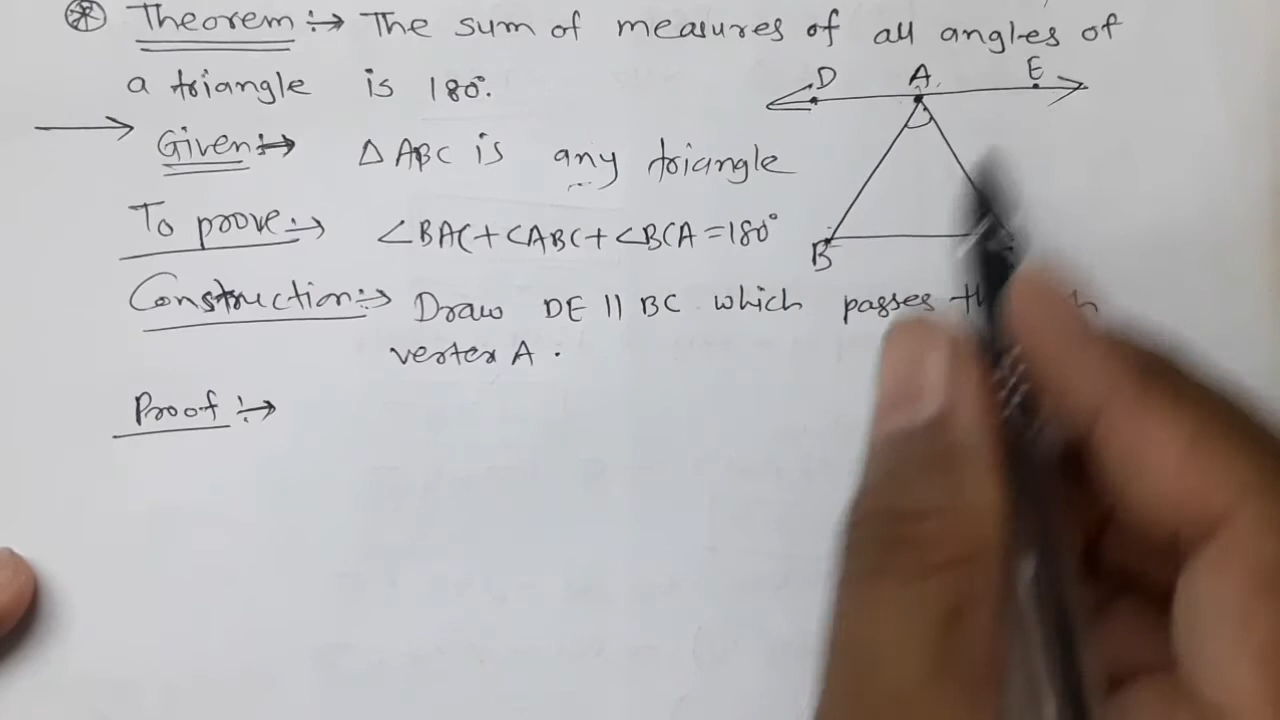 ⊛ Theorem :→ The sum of measures of all angles of
a triangle is 180°.
D A E
→ Given :→ △ABC is any triangle
To prove :→ ∠BAC + ∠ABC + ∠BCA = 180°
B
Construction :→ Draw DE || BC which passes
vertex A .
Proof :→